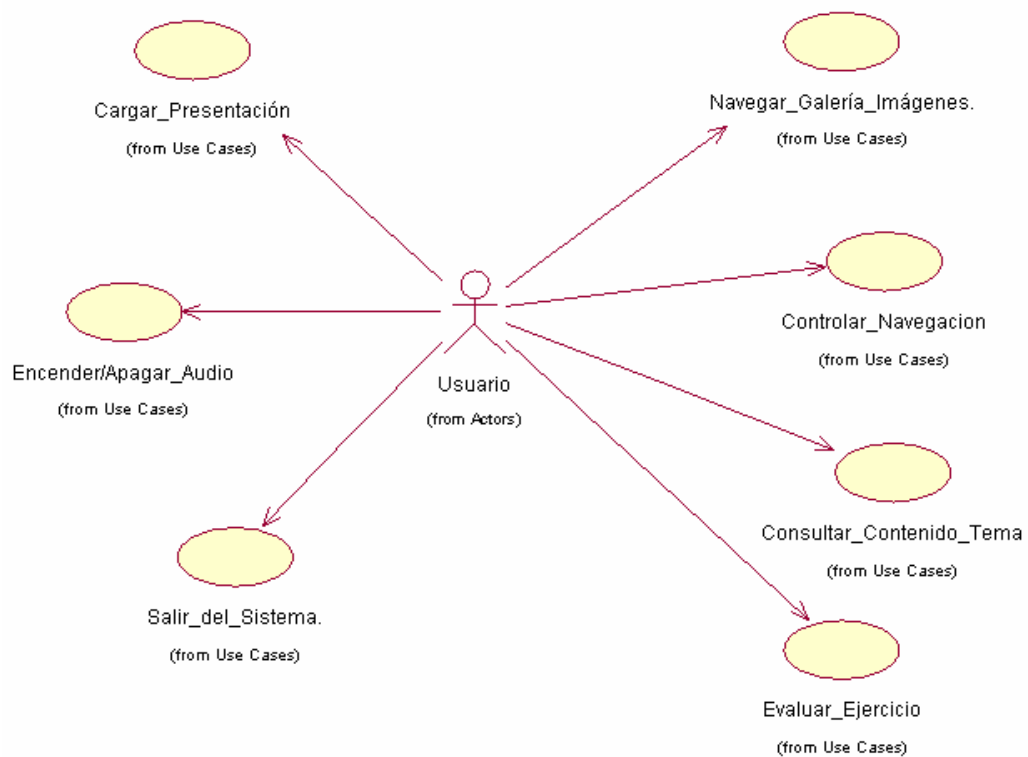 Cargar_Presentación
(from Use Cases)
Navegar_Galería_Imágenes.
(from Use Cases)
Encender/Apagar_Audio
(from Use Cases)
Usuario
(from Actors)
Controlar_Navegacion
(from Use Cases)
Salir_del_Sistema.
(from Use Cases)
Consultar_Contenido_Tema
(from Use Cases)
Evaluar_Ejercicio
(from Use Cases)